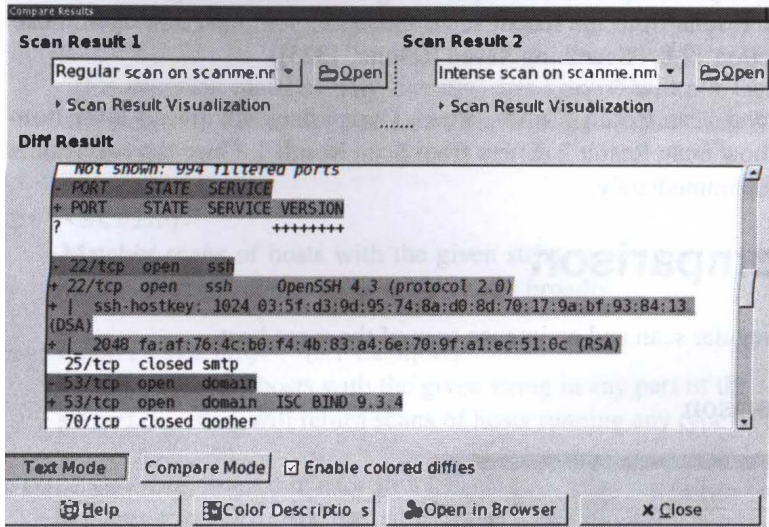 Compare Results
Scan Result 1
Scan Result 2
Regular scan on scanme.nr
Open
Intense scan on scanme.nm
Open
Scan Result Visualization
Scan Result Visualization
Diff Result
Not shown: 994 filtered ports
- PORT STATE SERVICE
+ PORT STATE SERVICE VERSION
? ++++++++
- 22/tcp open ssh
+ 22/tcp open ssh OpenSSH 4.3 (protocol 2.0)
+ | ssh-hostkey: 1024 03:5f:d3:9d:95:74:8a:d0:8d:70:17:9a:bf:93:84:13
(DSA)
+ |_ 2048 fa:af:76:4c:b0:f4:4b:83:a4:6e:70:9f:a1:ec:51:0c (RSA)
25/tcp closed smtp
- 53/tcp open domain
+ 53/tcp open domain ISC BIND 9.3.4
70/tcp closed gopher
Text Mode
Compare Mode
Enable colored diffies
Help
Color Descriptio s
Open in Browser
Close